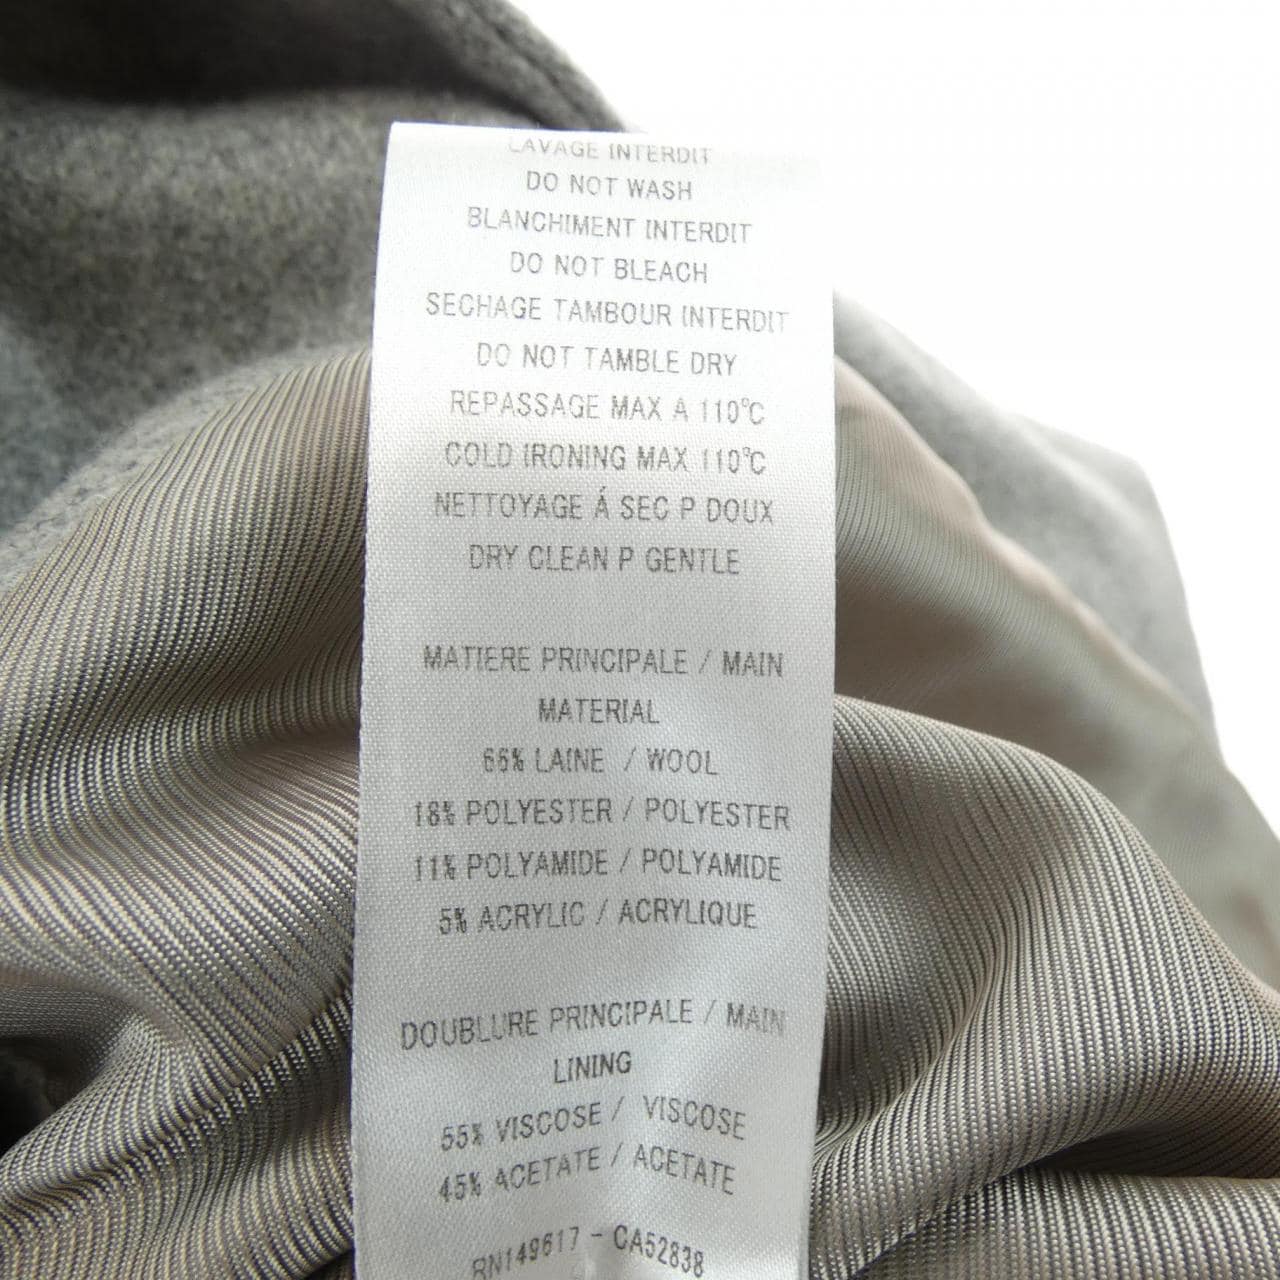 LAVAGE INTERDIT
DO NOT WASH
BLANCHIMENT INTERDIT
DO NOT BLEACH
SECHAGE TAMBOUR INTERDIT
DO NOT TAMBLE DRY
REPASSAGE MAX A 110°C
COLD IRONING MAX 110°C
NETTOYAGE Á SEC P DOUX
DRY CLEAN P GENTLE
MATIERE PRINCIPALE / MAIN
MATERIAL
66% LAINE / WOOL
18% POLYESTER / POLYESTER
11% POLYAMIDE / POLYAMIDE
5% ACRYLIC / ACRYLIQUE
DOUBLURE PRINCIPALE / MAIN
LINING
55% VISCOSE / VISCOSE
45% ACETATE / ACETATE
RN149617 - CA52838